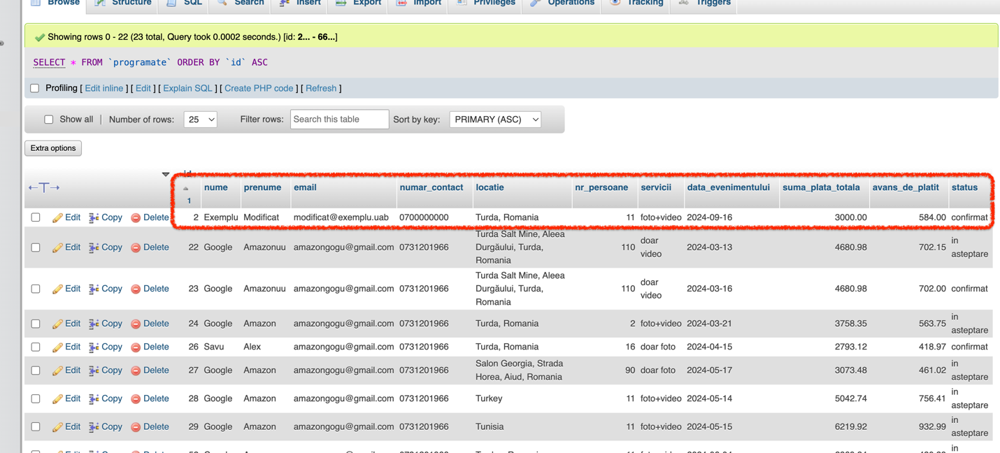 Browse Structure SQL Search Insert Export Import Privileges Operations Tracking Triggers
Showing rows 0 - 22 (23 total, Query took 0.0002 seconds.) [id: 2... - 66...]
SELECT * FROM `programate` ORDER BY `id` ASC
Profiling [ Edit inline ] [ Edit ] [ Explain SQL ] [ Create PHP code ] [ Refresh ]
Show all | Number of rows: 25 Filter rows: Search this table Sort by key: PRIMARY (ASC)
Extra options
←T→ id 1 nume prenume email numar_contact locatie nr_persoane servicii data_evenimentului suma_plata_totala avans_de_platit status
Edit Copy Delete 2 Exemplu Modificat modificat@exemplu.uab 0700000000 Turda, Romania 11 foto+video 2024-09-16 3000.00 584.00 confirmat
Edit Copy Delete 22 Google Amazonuu amazongogu@gmail.com 0731201966 Turda Salt Mine, Aleea Durgăului, Turda, Romania 110 doar video 2024-03-13 4680.98 702.15 in asteptare
Edit Copy Delete 23 Google Amazonuu amazongogu@gmail.com 0731201966 Turda Salt Mine, Aleea Durgăului, Turda, Romania 110 doar video 2024-03-16 4680.98 702.00 confirmat
Edit Copy Delete 24 Google Amazon amazongogu@gmail.com 0731201966 Turda, Romania 2 foto+video 2024-03-21 3758.35 563.75 in asteptare
Edit Copy Delete 26 Savu Alex amazongogu@gmail.com 0731201966 Turda, Romania 16 doar foto 2024-04-15 2793.12 418.97 confirmat
Edit Copy Delete 27 Google Amazon amazongogu@gmail.com 0731201966 Salon Georgia, Strada Horea, Aiud, Romania 90 doar foto 2024-05-17 3073.48 461.02 in asteptare
Edit Copy Delete 28 Google Amazon amazongogu@gmail.com 0731201966 Turkey 11 foto+video 2024-05-14 5042.74 756.41 in asteptare
Edit Copy Delete 29 Google Amazon amazongogu@gmail.com 0731201966 Tunisia 11 foto+video 2024-05-15 6219.92 932.99 in asteptare
in